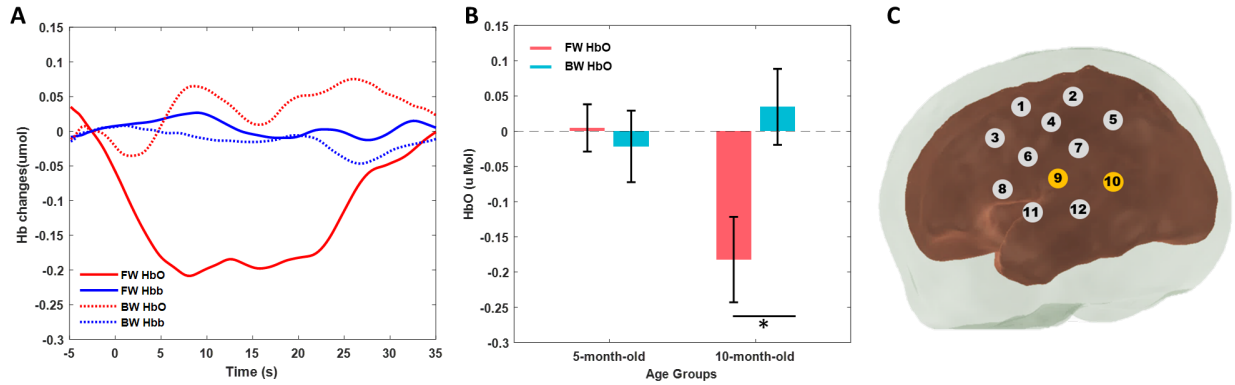 A
0.15
0.1
0.05
0
-0.05
-0.1
-0.15
-0.2
-0.25
-0.3
Hb changes(umol)
FW HbO
FW Hbb
BW HbO
BW Hbb
-5 0 5 10 15 20 25 30 35
Time (s)
B
0.15
0.1
0.05
0
-0.05
-0.1
-0.15
-0.2
-0.25
-0.3
HbO (u Mol)
FW HbO
BW HbO
*
5-month-old 10-month-old
Age Groups
C
1
2
3
4
5
6
7
8
9
10
11
12